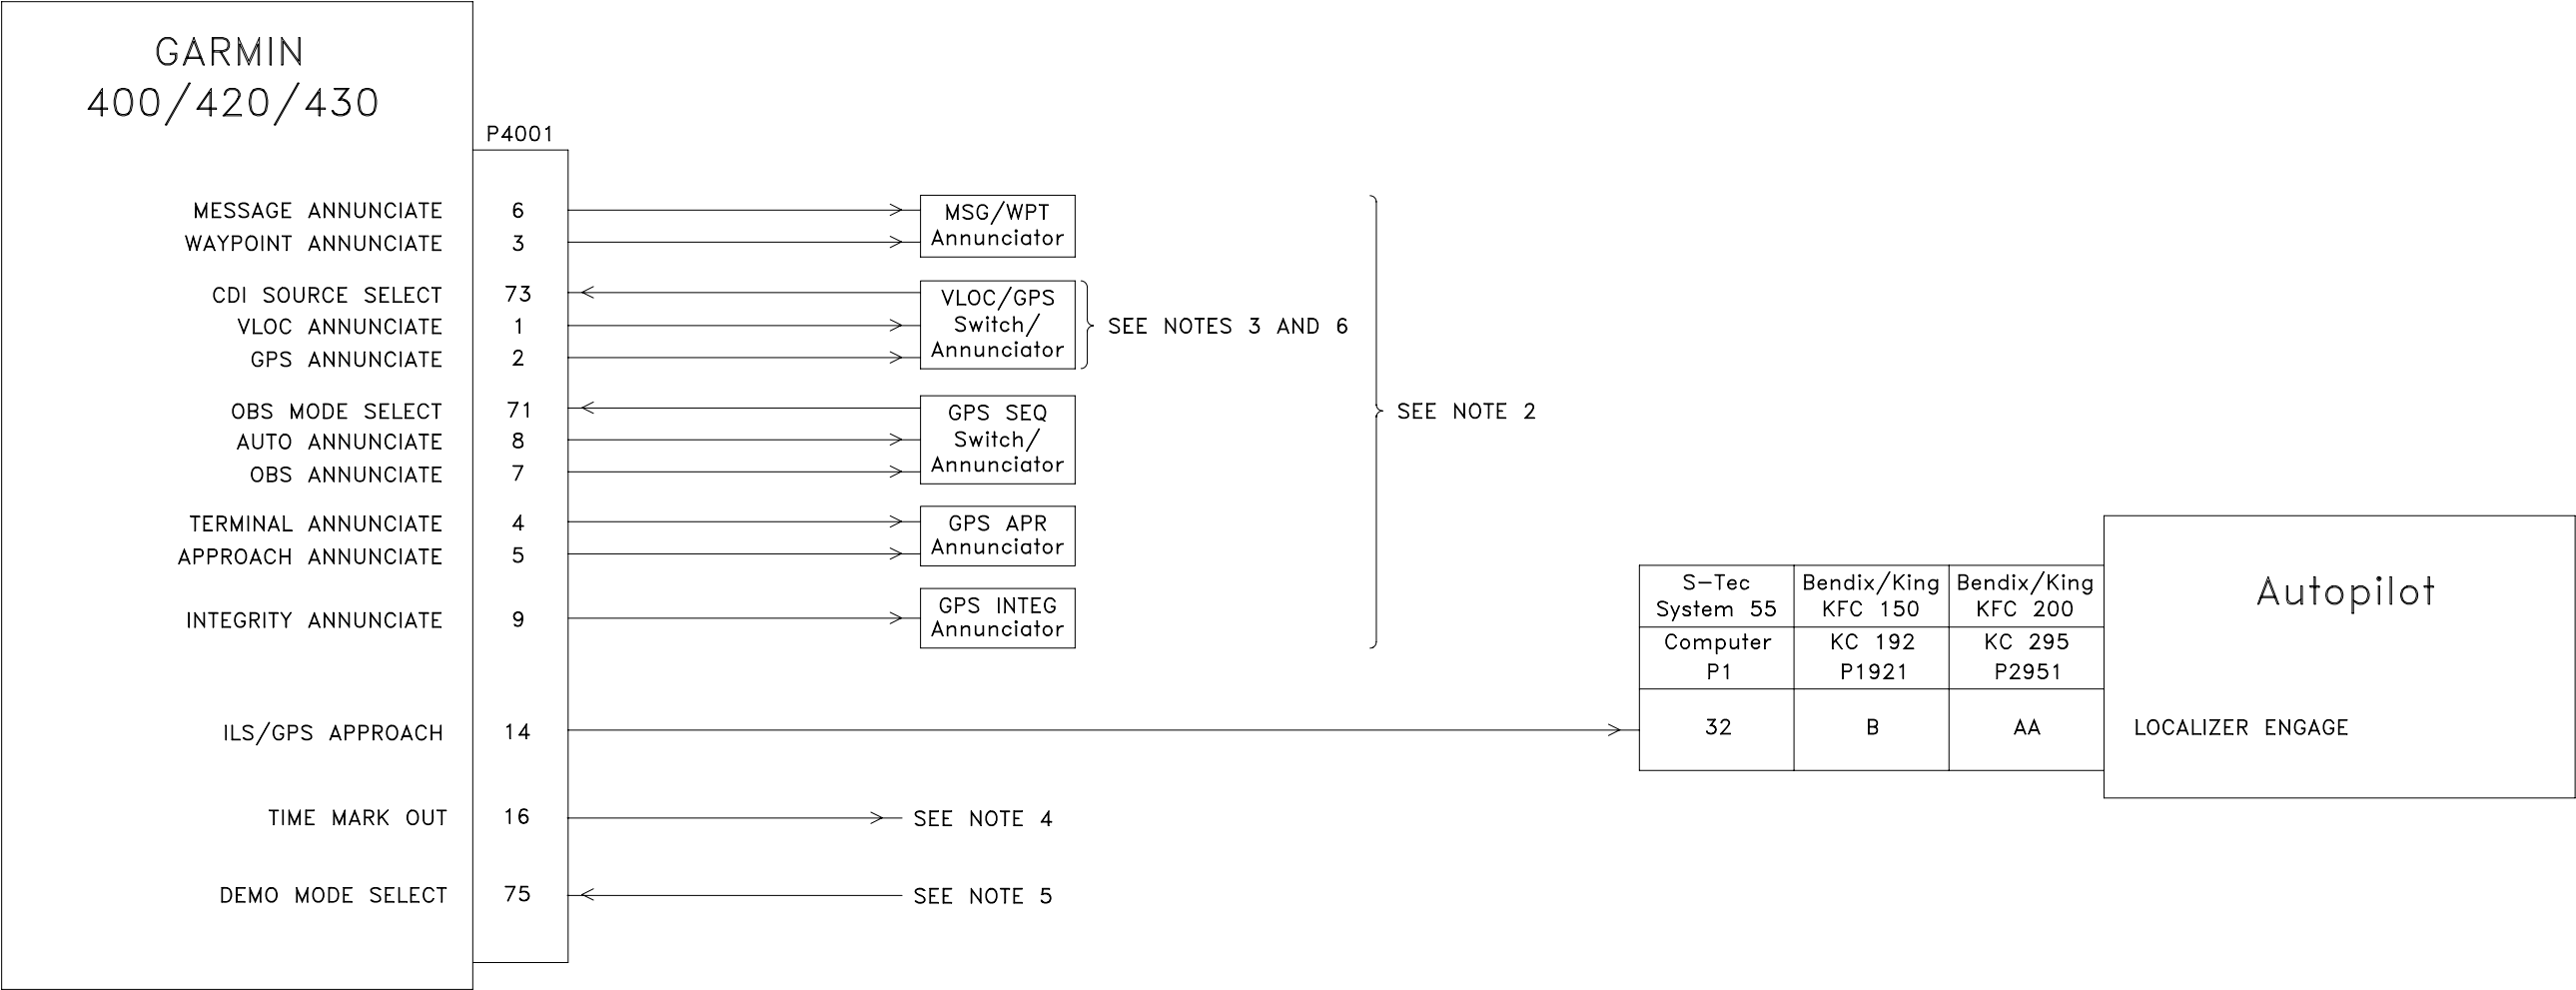 GARMIN
400/420/430
P4001
MESSAGE ANNUNCIATE 6
WAYPOINT ANNUNCIATE 3
MSG/WPT
Annunciator
CDI SOURCE SELECT 73
VLOC ANNUNCIATE 1
GPS ANNUNCIATE 2
VLOC/GPS
Switch/
Annunciator
SEE NOTES 3 AND 6
OBS MODE SELECT 71
AUTO ANNUNCIATE 8
OBS ANNUNCIATE 7
GPS SEQ
Switch/
Annunciator
SEE NOTE 2
TERMINAL ANNUNCIATE 4
APPROACH ANNUNCIATE 5
GPS APR
Annunciator
INTEGRITY ANNUNCIATE 9
GPS INTEG
Annunciator
ILS/GPS APPROACH 14
S-Tec
System 55
Bendix/King
KFC 150
Bendix/King
KFC 200
Computer
P1
KC 192
P1921
KC 295
P2951
32
B
AA
Autopilot
LOCALIZER ENGAGE
TIME MARK OUT 16
SEE NOTE 4
DEMO MODE SELECT 75
SEE NOTE 5